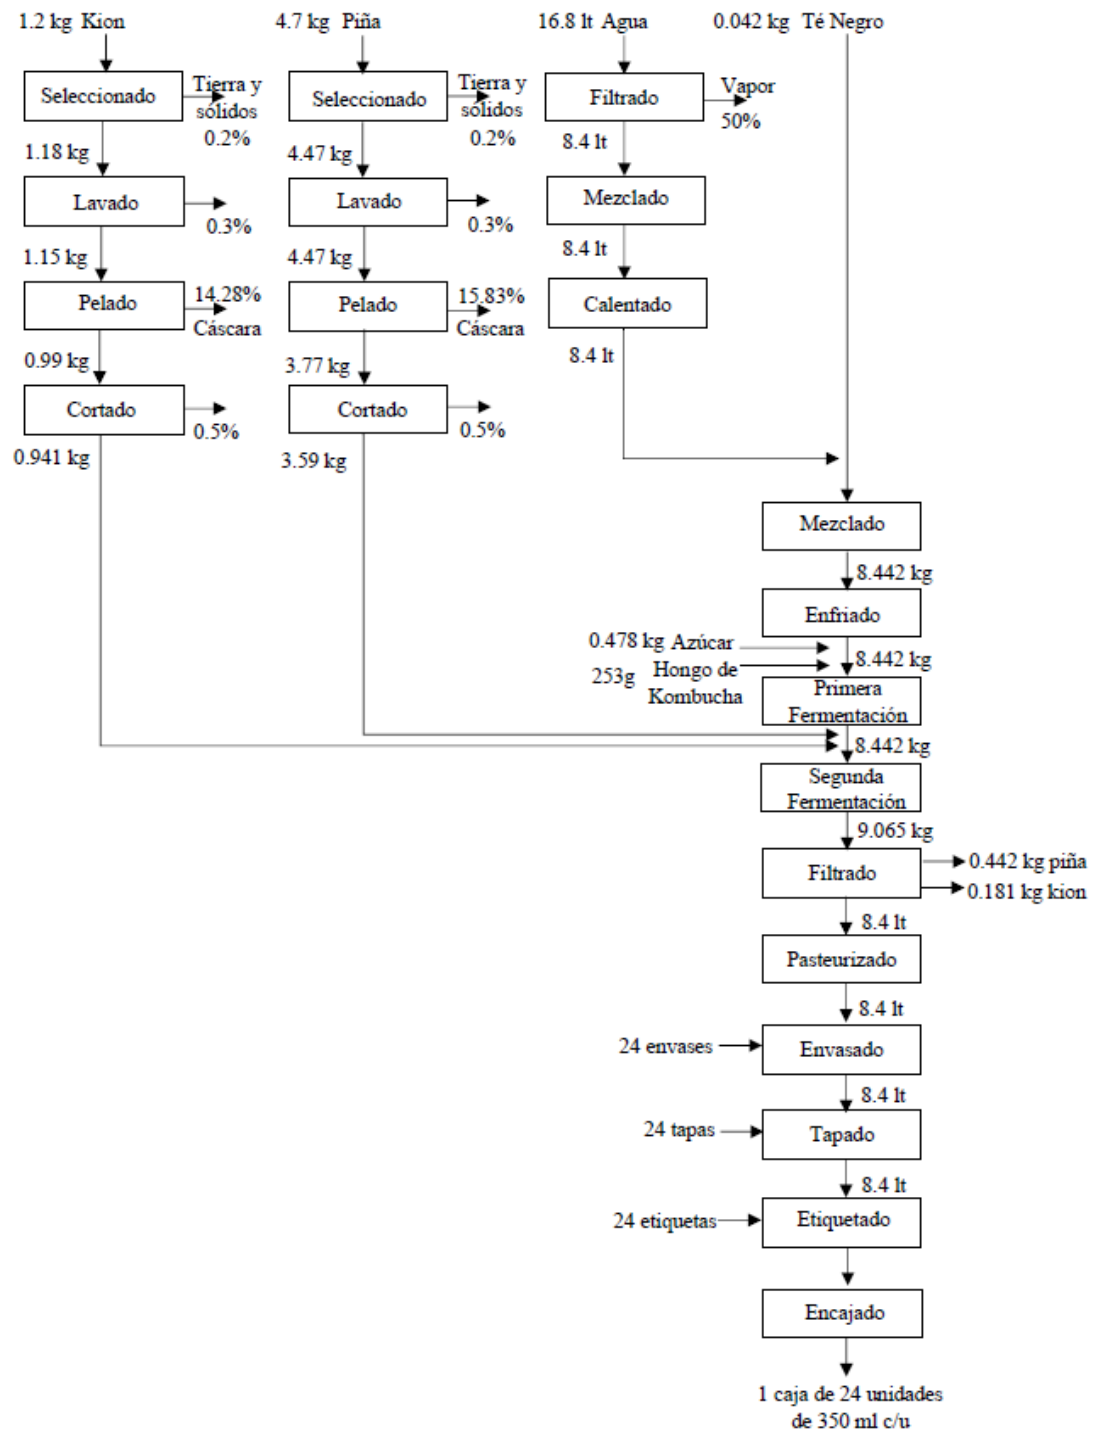 1.2 kg Kion
4.7 kg Piña
16.8 lt Agua
0.042 kg Té Negro
Seleccionado
Tierra y
sólidos
0.2%
Seleccionado
Tierra y
sólidos
0.2%
Filtrado
Vapor
50%
1.18 kg
4.47 kg
8.4 lt
Lavado
0.3%
Lavado
0.3%
Mezclado
1.15 kg
4.47 kg
8.4 lt
Pelado
14.28%
Cáscara
Pelado
15.83%
Cáscara
Calentado
0.99 kg
3.77 kg
8.4 lt
Cortado
0.5%
Cortado
0.5%
0.941 kg
3.59 kg
Mezclado
8.442 kg
Enfriado
0.478 kg Azúcar
8.442 kg
253g Hongo de
Kombucha
Primera
Fermentación
8.442 kg
Segunda
Fermentación
9.065 kg
Filtrado
0.442 kg piña
0.181 kg kion
8.4 lt
Pasteurizado
8.4 lt
24 envases
Envasado
8.4 lt
24 tapas
Tapado
8.4 lt
24 etiquetas
Etiquetado
Encajado
1 caja de 24 unidades
de 350 ml c/u